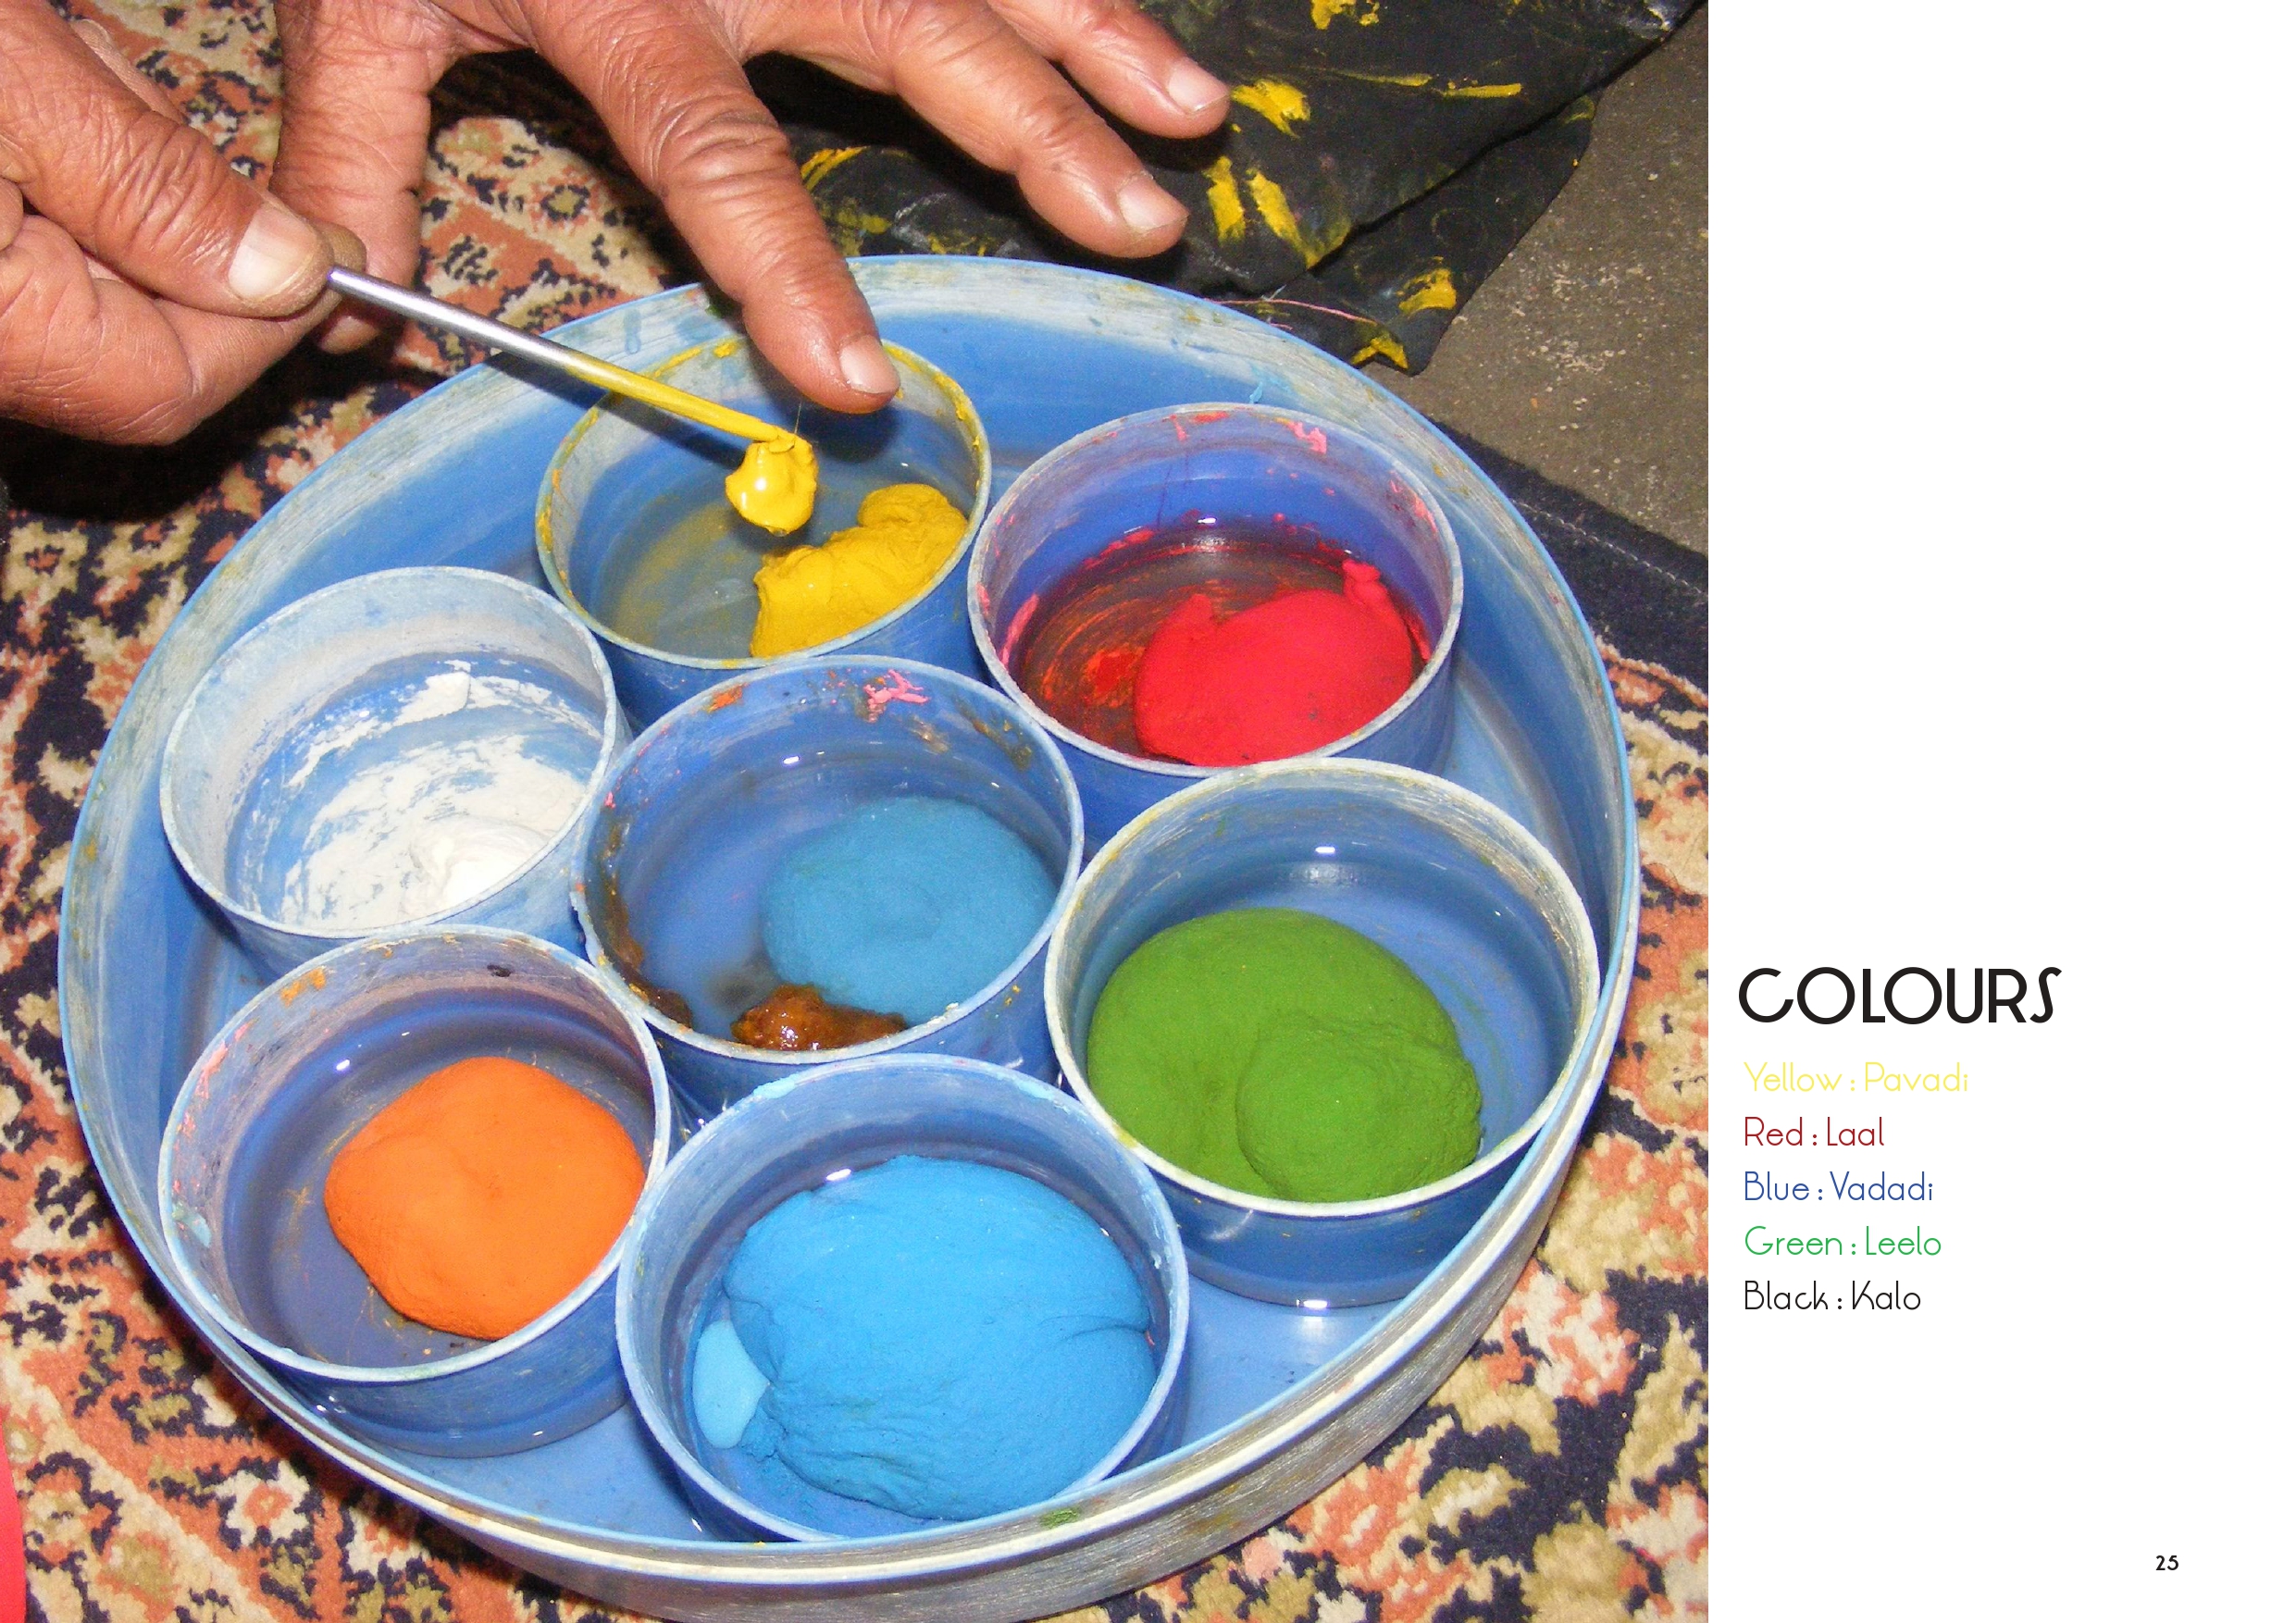 COLOURS
Yellow : Pavadi
Red : Laal
Blue : Vadadi
Green : Leelo
Black : Kalo
25